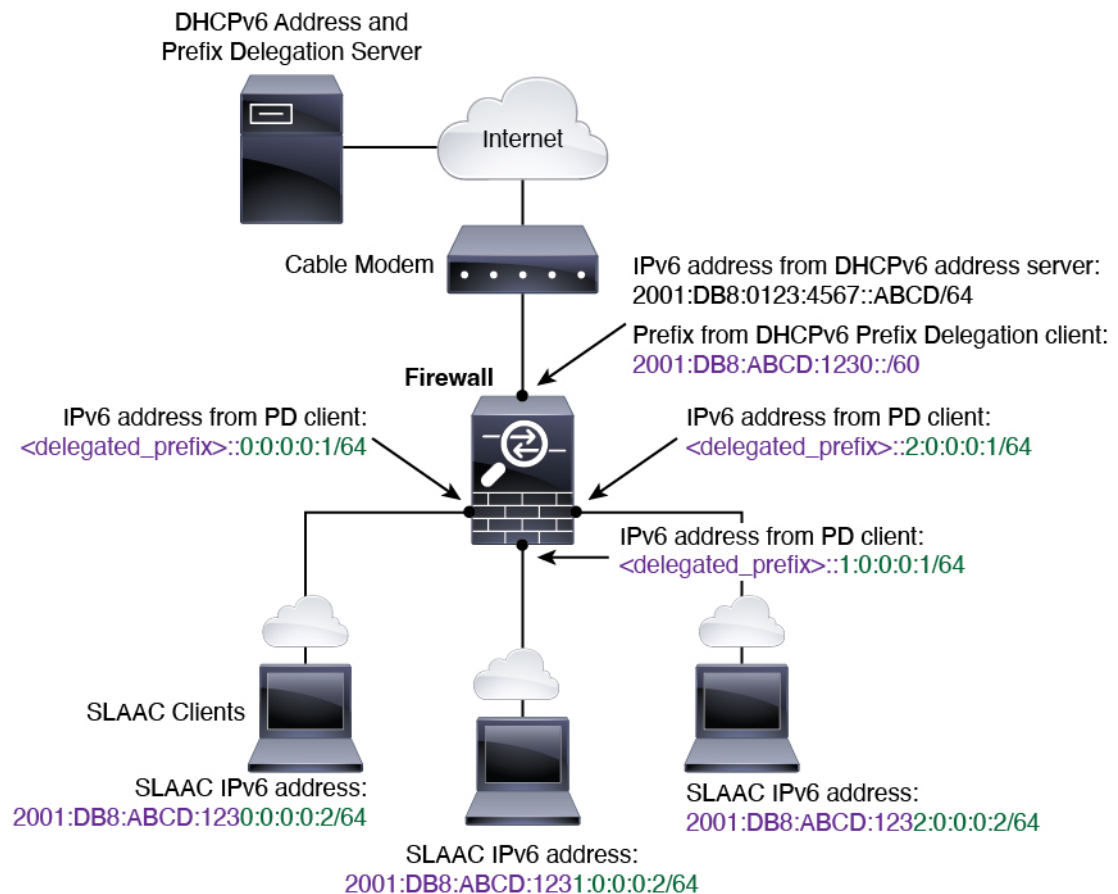 DHCPv6 Address and
Prefix Delegation Server
Internet
Cable Modem
IPv6 address from DHCPv6 address server:
2001:DB8:0123:4567::ABCD/64
Prefix from DHCPv6 Prefix Delegation client:
2001:DB8:ABCD:1230::/60
Firewall
IPv6 address from PD client:
<delegated_prefix>::0:0:0:0:1/64
IPv6 address from PD client:
<delegated_prefix>::2:0:0:0:1/64
IPv6 address from PD client:
<delegated_prefix>::1:0:0:0:1/64
SLAAC Clients
SLAAC IPv6 address:
2001:DB8:ABCD:1230:0:0:0:2/64
SLAAC IPv6 address:
2001:DB8:ABCD:1231:0:0:0:2/64
SLAAC IPv6 address:
2001:DB8:ABCD:1232:0:0:0:2/64